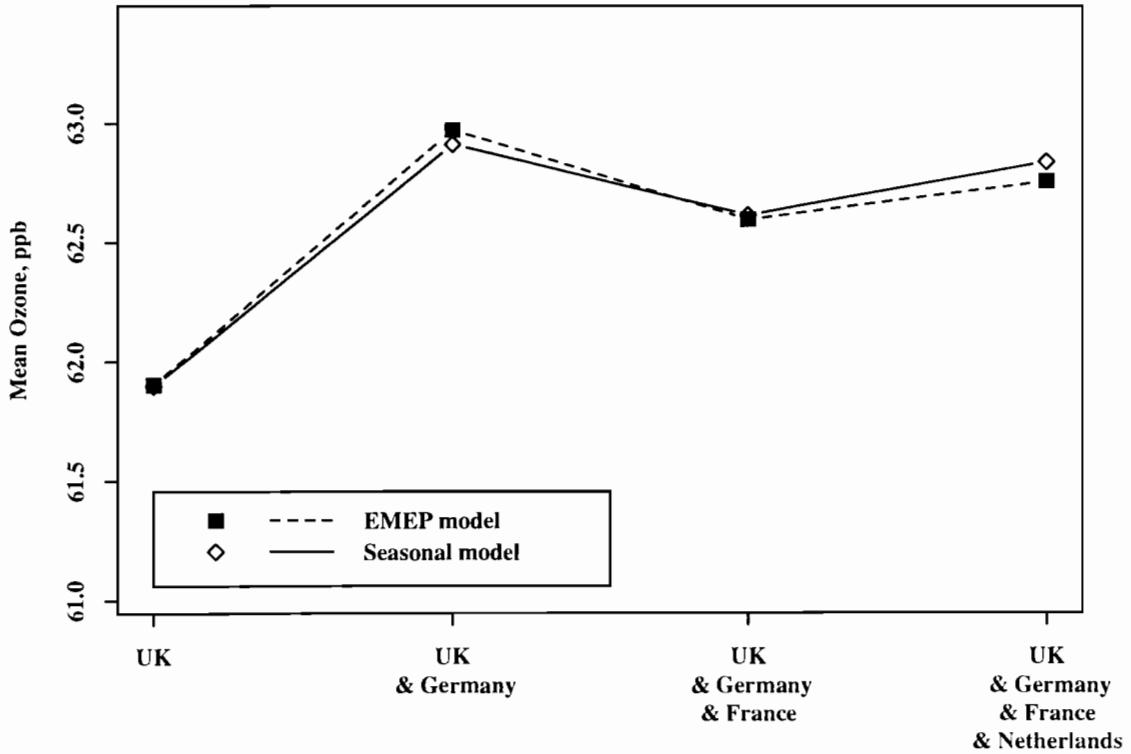 Mean Ozone, ppb
63.0
62.5
62.0
61.5
61.0
EMEP model
Seasonal model
UK
UK
& Germany
UK
& Germany
& France
UK
& Germany
& France
& Netherlands